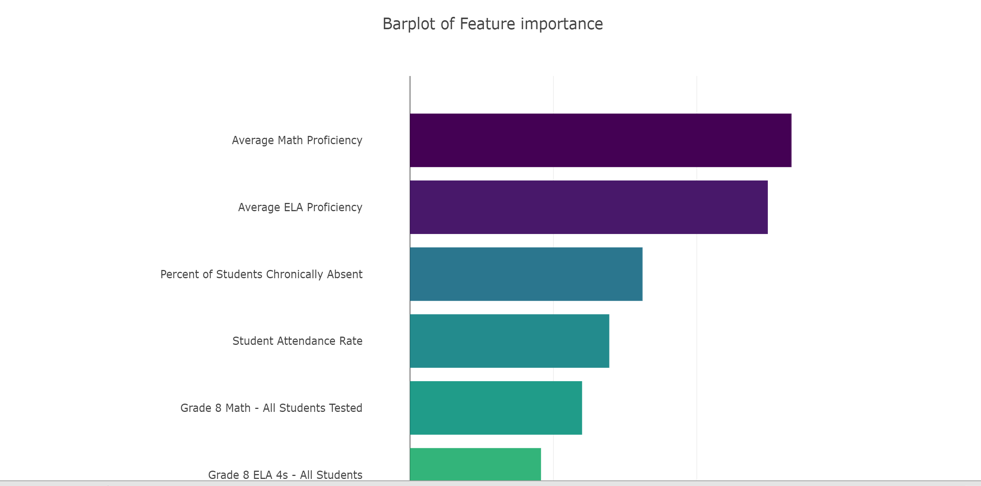 Barplot of Feature importance
Average Math Proficiency
Average ELA Proficiency
Percent of Students Chronically Absent
Student Attendance Rate
Grade 8 Math - All Students Tested
Grade 8 ELA 4s - All Students